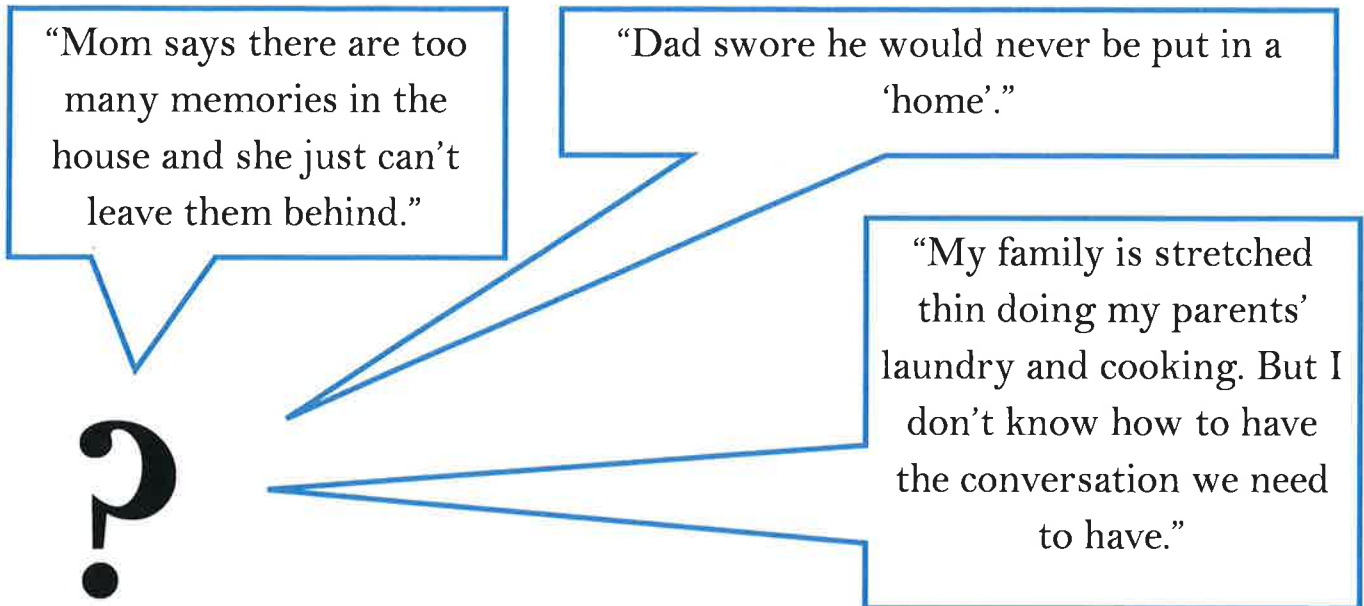 “Mom says there are too
many memories in the
house and she just can’t
leave them behind.”
“Dad swore he would never be put in a
‘home’.”
“My family is stretched
thin doing my parents’
laundry and cooking. But I
don’t know how to have
the conversation we need
to have.”
?